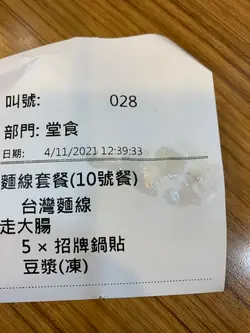 叫號: 028
部門: 堂食
日期: 4/11/2021 12:39:33
麵線套餐(10號餐)
台灣麵線
走大腸
5 × 招牌鍋貼
豆漿(凍)